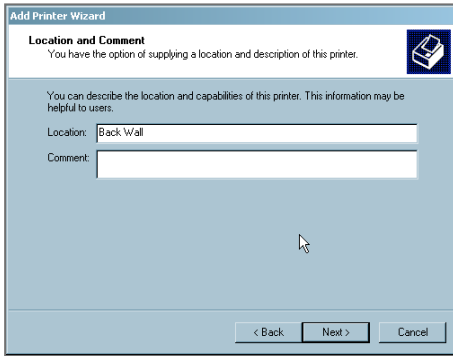 Add Printer Wizard
Location and Comment
You have the option of supplying a location and description of this printer.
You can describe the location and capabilities of this printer. This information may be
helpful to users.
Location: Back Wall
Comment:
< Back Next > Cancel